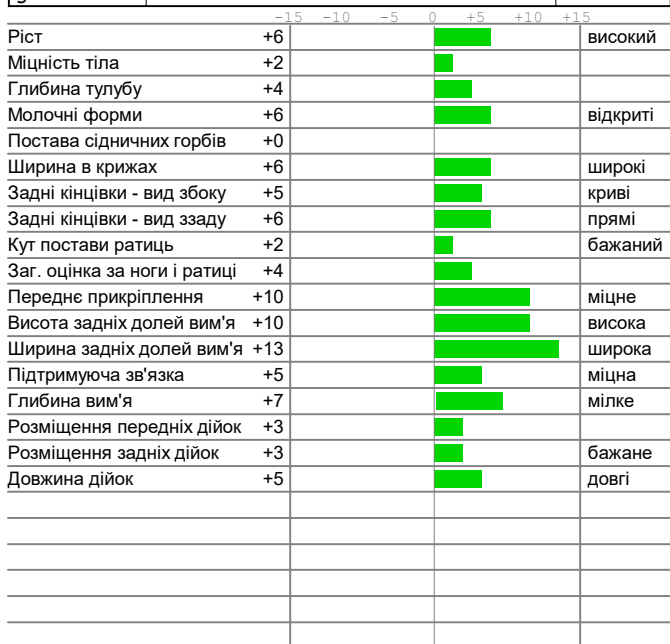 -15 -10 -5 0 +5 +10 +15
Ріст +6 високий
Міцність тіла +2
Глибина тулубу +4
Молочні форми +6 відкриті
Постава сідничних горбів +0
Ширина в крижах +6 широкі
Задні кінцівки - вид збоку +5 криві
Задні кінцівки - вид ззаду +6 прямі
Кут постави ратиць +2 бажаний
Заг. оцінка за ноги і ратиці +4
Переднє прикріплення +10 міцне
Висота задніх долей вим'я +10 висока
Ширина задніх долей вим'я +13 широка
Підтримуюча зв'язка +5 міцна
Глибина вим'я +7 мілке
Розміщення передніх дійок +3
Розміщення задніх дійок +3 бажане
Довжина дійок +5 довгі